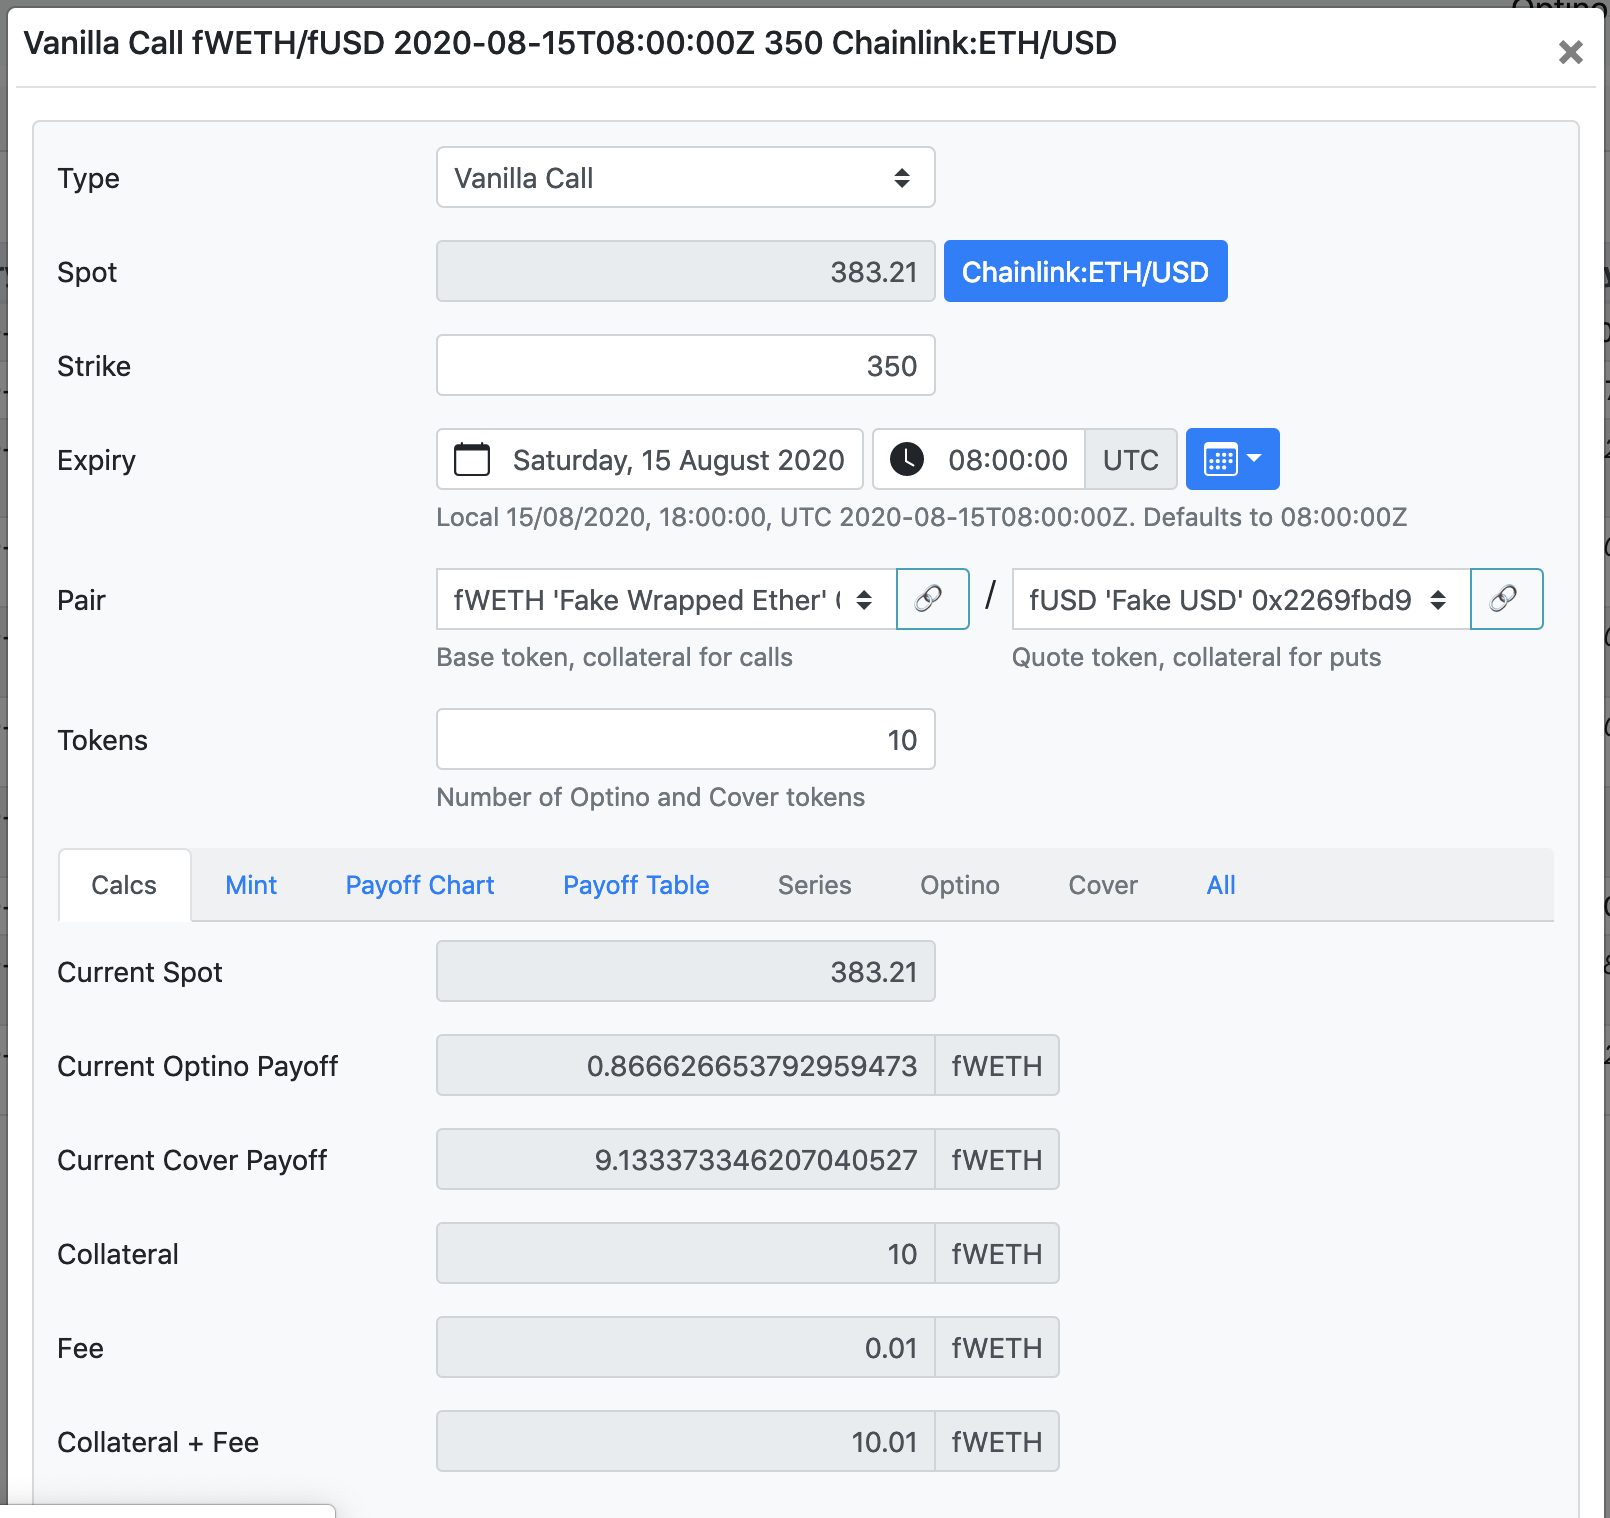 Vanilla Call fWETH/fUSD 2020-08-15T08:00:00Z 350 Chainlink:ETH/USD
Type
Vanilla Call
Spot
383.21
Chainlink:ETH/USD
Strike
350
Expiry
Saturday, 15 August 2020
08:00:00
UTC
Local 15/08/2020, 18:00:00, UTC 2020-08-15T08:00:00Z. Defaults to 08:00:00Z
Pair
fWETH 'Fake Wrapped Ether'
/
fUSD 'Fake USD' 0x2269fbd9
Base token, collateral for calls
Quote token, collateral for puts
Tokens
10
Number of Optino and Cover tokens
Calcs Mint Payoff Chart Payoff Table Series Optino Cover All
Current Spot
383.21
Current Optino Payoff
0.866626653792959473 fWETH
Current Cover Payoff
9.133373346207040527 fWETH
Collateral
10 fWETH
Fee
0.01 fWETH
Collateral + Fee
10.01 fWETH